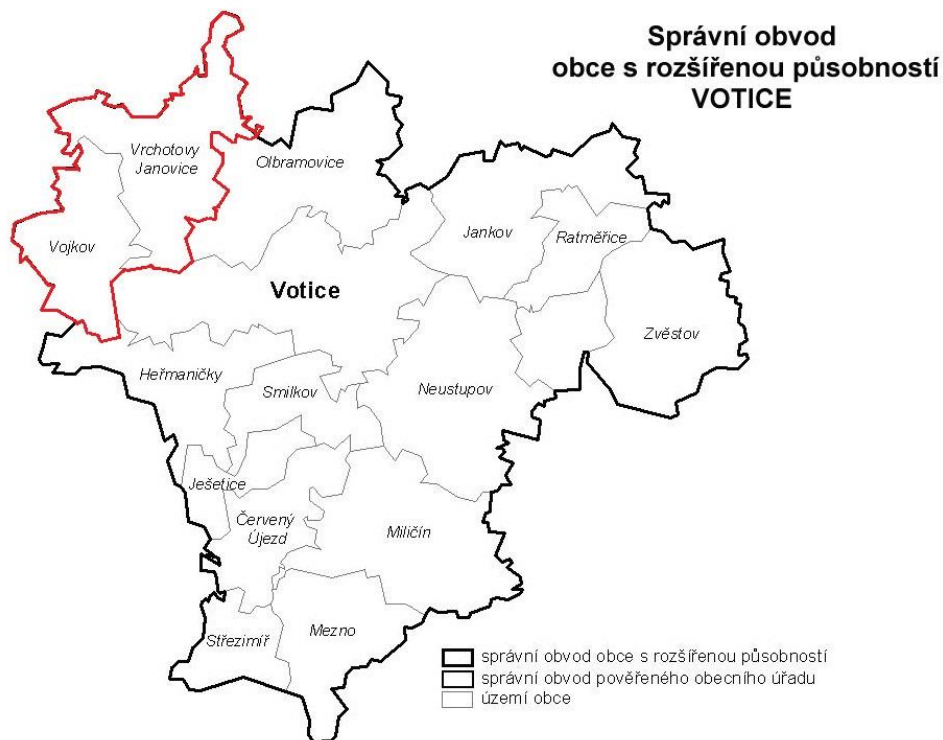 Správní obvod
obce s rozšířenou působností
VOTICE
Vrchotovy
Janovice
Olbramovice
Vojkov
Jankov
Ratměřice
Votice
Zvěstov
Heřmaničky
Smilkov
Neustupov
Ješetice
Červený
Újezd
Miličín
Střezimíř
Mezno
správní obvod obce s rozšířenou působností
správní obvod pověřeného obecního úřadu
území obce